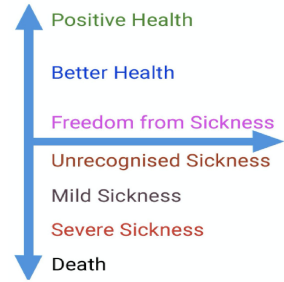 Positive Health
Better Health
Freedom from Sickness
Unrecognised Sickness
Mild Sickness
Severe Sickness
Death